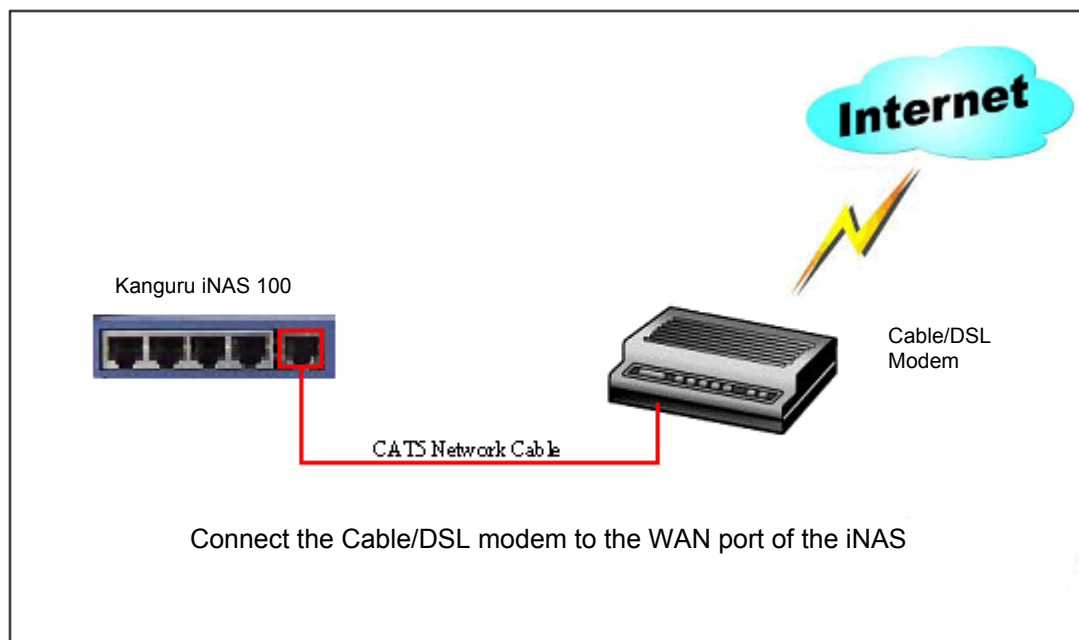 Internet
Kanguru iNAS 100
Cable/DSL
Modem
CAT5 Network Cable
Connect the Cable/DSL modem to the WAN port of the iNAS